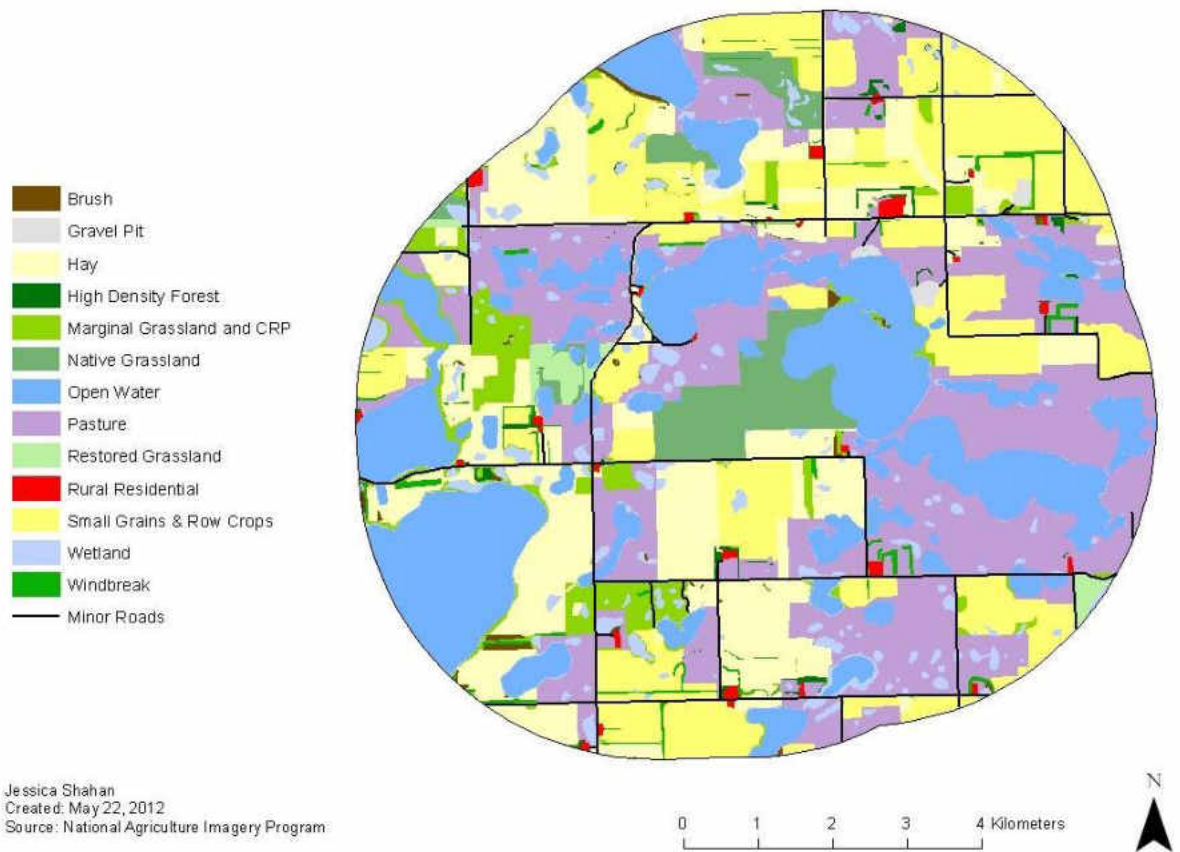 Brush
Gravel Pit
Hay
High Density Forest
Marginal Grassland and CRP
Native Grassland
Open Water
Pasture
Restored Grassland
Rural Residential
Small Grains & Row Crops
Wetland
Windbreak
Minor Roads
Jessica Shahan
Created: May 22, 2012
Source: National Agriculture Imagery Program
0 1 2 3 4 Kilometers
N